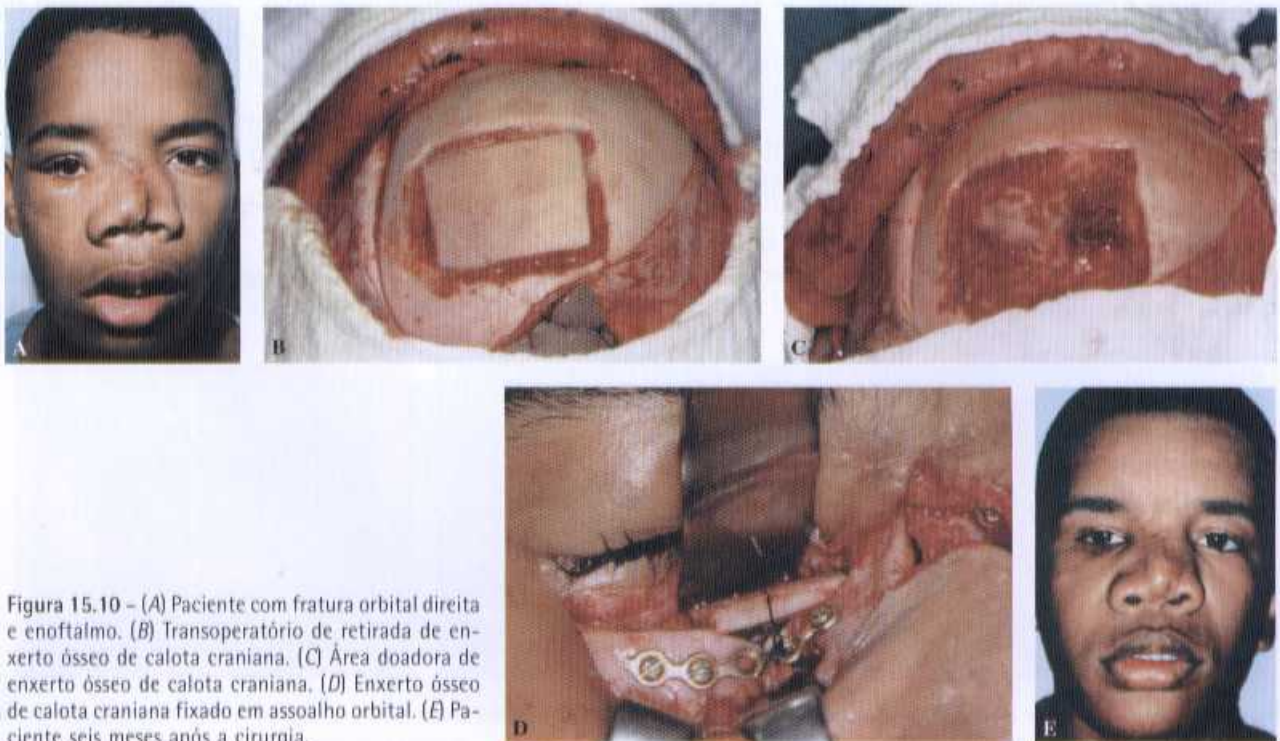 A
B
C
D
E
Figura 15.10 – (A) Paciente com fratura orbital direita
e enoftalmo. (B) Transoperatório de retirada de en-
xerto ósseo de calota craniana. (C) Área doadora de
enxerto ósseo de calota craniana. (D) Enxerto ósseo
de calota craniana fixado em assoalho orbital. (E) Pa-
ciente seis meses após a cirurgia.